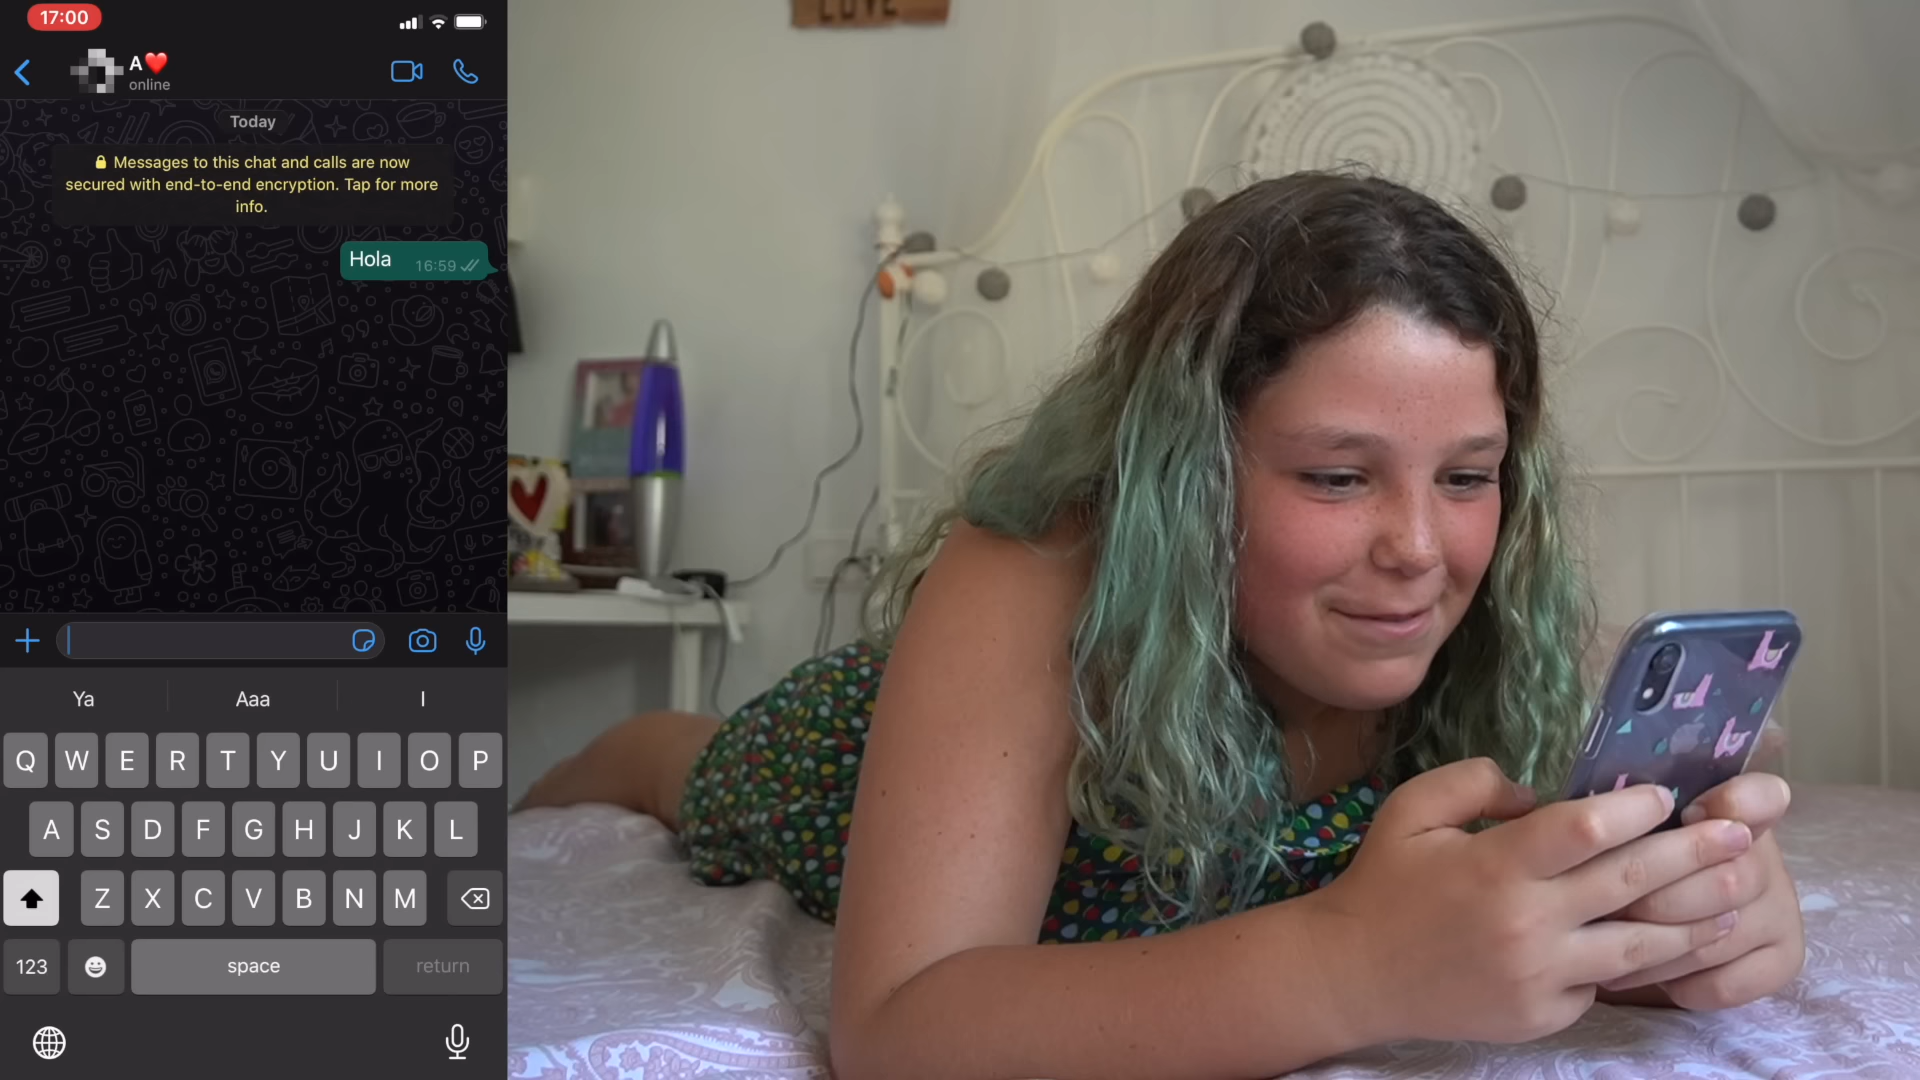 17:00
A❤️
online
Today
Messages to this chat and calls are now
secured with end-to-end encryption. Tap for more
info.
Hola 16:59
Ya Aaa I
Q W E R T Y U I O P
A S D F G H J K L
Z X C V B N M
123 space return
LOVE